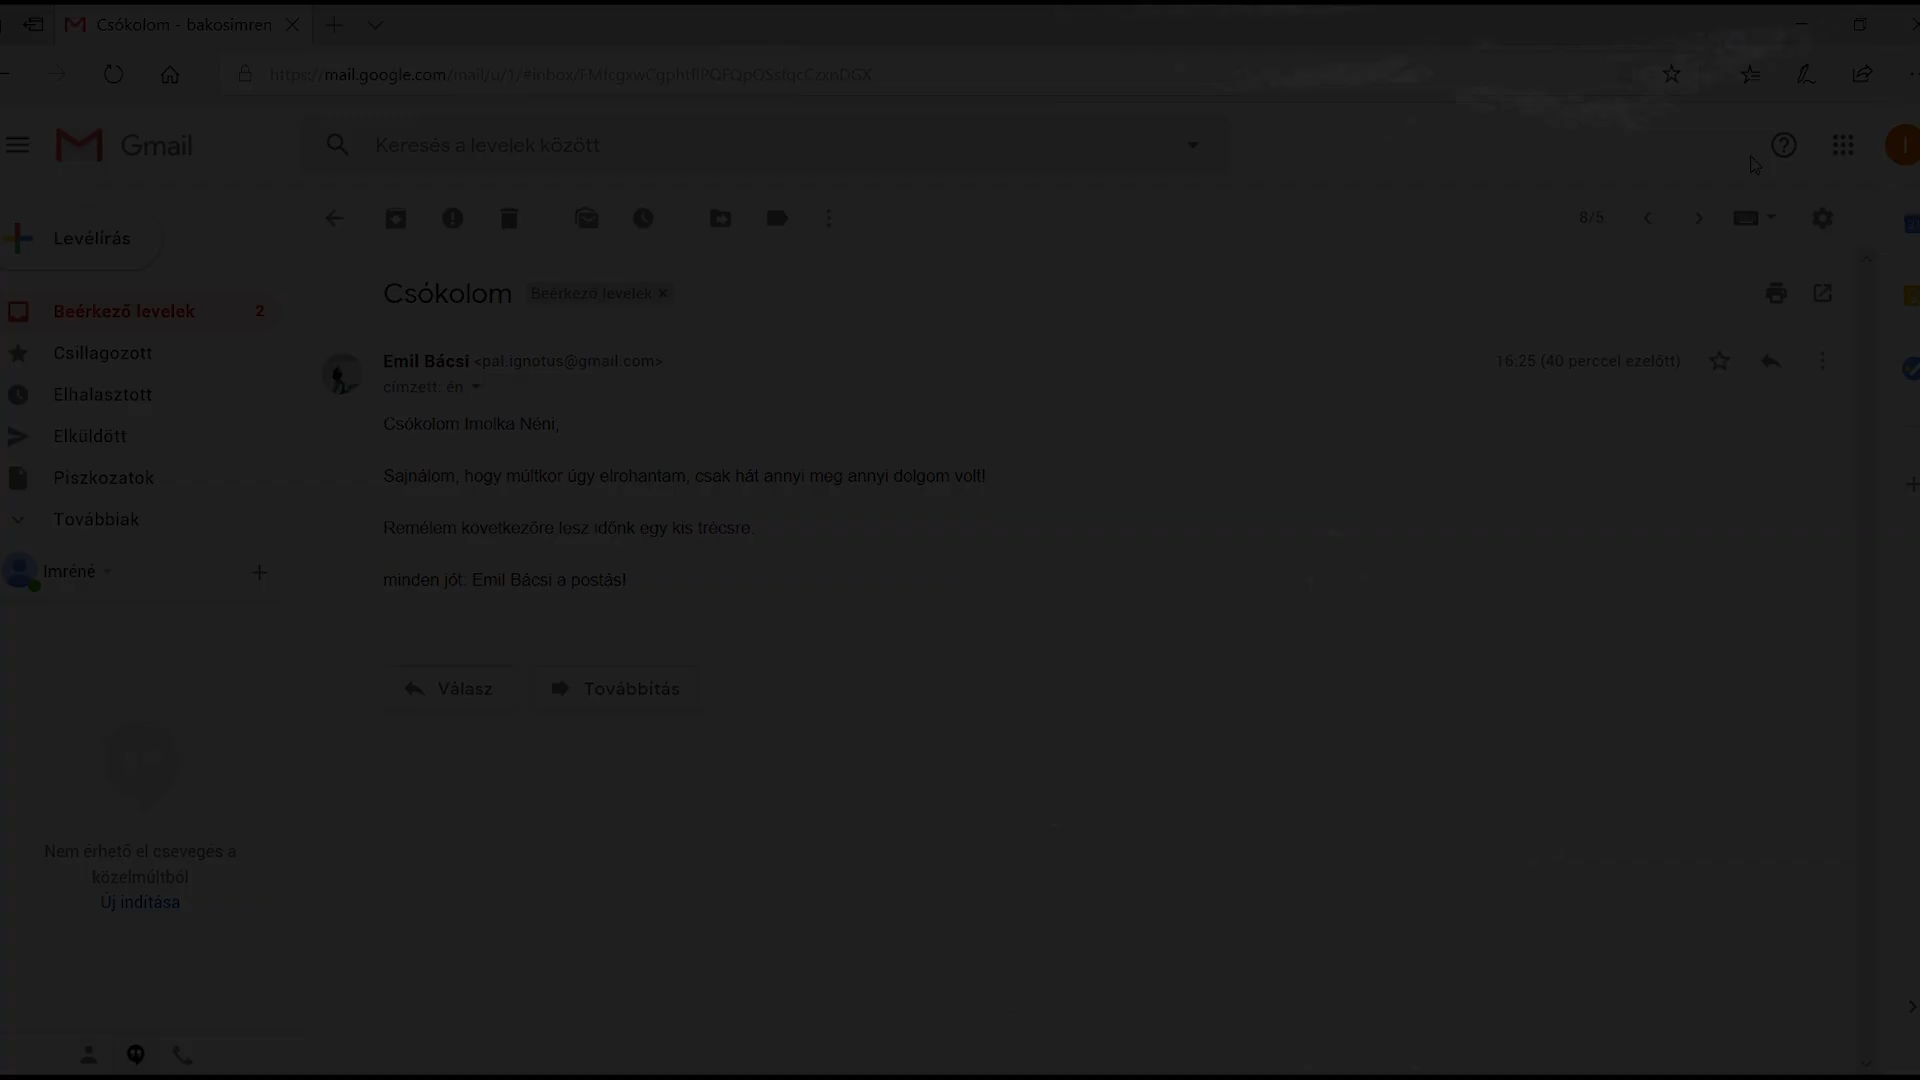 Csókolom - bakosimren
https://mail.google.com/mail/u/1/#inbox/
Gmail
Keresés a levelek között
Levélírás
8/5
Csókolom
Beérkező levelek ×
Beérkező levelek 2
Csillagozott
Elhalasztott
Elküldött
Piszkozatok
Továbbiak
Imréné
Emil Bácsi <pal.ignotus@gmail.com>
16:25 (40 perccel ezelőtt)
címzett: én
Csókolom Imolka Néni,
Sajnálom, hogy múltkor úgy elrohantam, csak hát annyi meg annyi dolgom volt!
Remélem következőre lesz időnk egy kis trécsre.
minden jót: Emil Bácsi a postás!
Válasz
Továbbítás
Nem érhető el csevegés a
közelmúltból
Új indítása
I